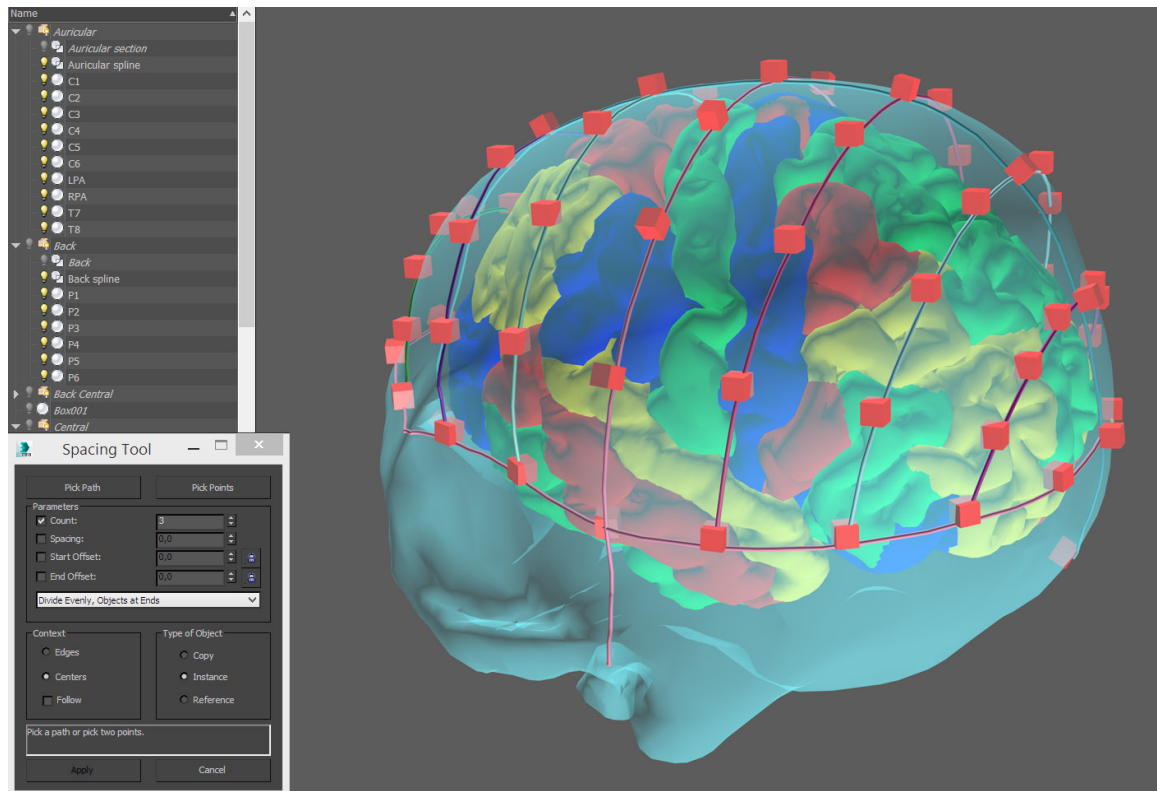 Name
Auricular
Auricular section
Auricular spline
C1
C2
C3
C4
C5
C6
LPA
RPA
T7
T8
Back
Back
Back spline
P1
P2
P3
P4
P5
P6
Back Central
Box001
Central
Spacing Tool
Pick Path Pick Points
Parameters
Count: 3
Spacing: 0,0
Start Offset: 0,0
End Offset: 0,0
Divide Evenly, Objects at Ends
Context Type of Object
Edges Copy
Centers Instance
Follow Reference
Pick a path or pick two points.
Apply Cancel